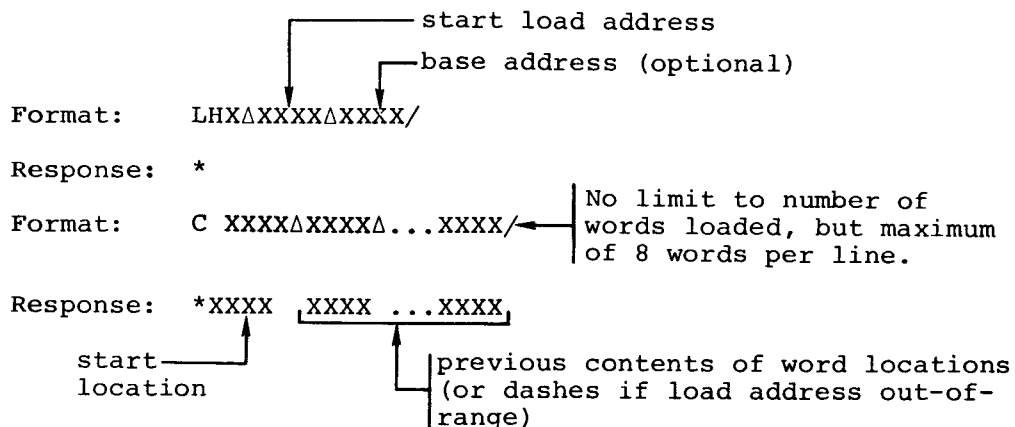 start load address
base address (optional)
Format: LHXΔXXXXΔXXXX/
Response: *
Format: C XXXXΔXXXXΔ...XXXX/
No limit to number of
words loaded, but maximum
of 8 words per line.
Response: *XXXX XXXX ...XXXX
start
location
previous contents of word locations
(or dashes if load address out-of-
range)